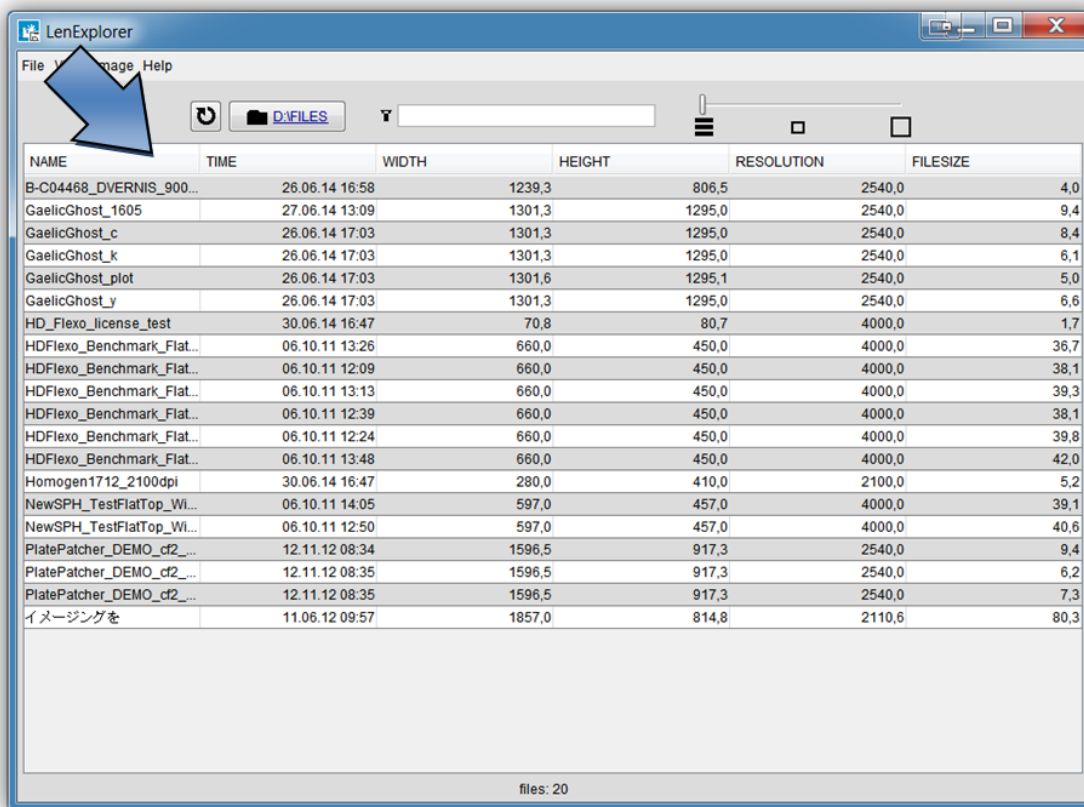 LenExplorer
File Image Help
D:\FILES
NAME TIME WIDTH HEIGHT RESOLUTION FILESIZE
B-C04468_DVERNIS_900... 26.06.14 16:58 1239,3 806,5 2540,0 4,0
GaelicGhost_1605 27.06.14 13:09 1301,3 1295,0 2540,0 9,4
GaelicGhost_c 26.06.14 17:03 1301,3 1295,0 2540,0 8,4
GaelicGhost_k 26.06.14 17:03 1301,3 1295,0 2540,0 6,1
GaelicGhost_plot 26.06.14 17:03 1301,6 1295,1 2540,0 5,0
GaelicGhost_y 26.06.14 17:03 1301,3 1295,0 2540,0 6,6
HD_Flexo_license_test 30.06.14 16:47 70,8 80,7 4000,0 1,7
HDFlexo_Benchmark_Flat... 06.10.11 13:26 660,0 450,0 4000,0 36,7
HDFlexo_Benchmark_Flat... 06.10.11 12:09 660,0 450,0 4000,0 38,1
HDFlexo_Benchmark_Flat... 06.10.11 13:13 660,0 450,0 4000,0 39,3
HDFlexo_Benchmark_Flat... 06.10.11 12:39 660,0 450,0 4000,0 38,1
HDFlexo_Benchmark_Flat... 06.10.11 12:24 660,0 450,0 4000,0 39,8
HDFlexo_Benchmark_Flat... 06.10.11 13:48 660,0 450,0 4000,0 42,0
Homogen1712_2100dpi 30.06.14 16:47 280,0 410,0 2100,0 5,2
NewSPH_TestFlatTop_Wi... 06.10.11 14:05 597,0 457,0 4000,0 39,1
NewSPH_TestFlatTop_Wi... 06.10.11 12:50 597,0 457,0 4000,0 40,6
PlatePatcher_DEMO_cf2_... 12.11.12 08:34 1596,5 917,3 2540,0 9,4
PlatePatcher_DEMO_cf2_... 12.11.12 08:35 1596,5 917,3 2540,0 6,2
PlatePatcher_DEMO_cf2_... 12.11.12 08:35 1596,5 917,3 2540,0 7,3
イメージングを 11.06.12 09:57 1857,0 814,8 2110,6 80,3
files: 20